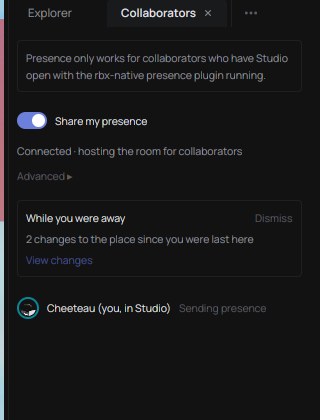 Explorer
Collaborators ×
•••
Presence only works for collaborators who have Studio
open with the rbx-native presence plugin running.
Share my presence
Connected · hosting the room for collaborators
Advanced ▸
While you were away
Dismiss
2 changes to the place since you were last here
View changes
Cheeteau (you, in Studio) Sending presence